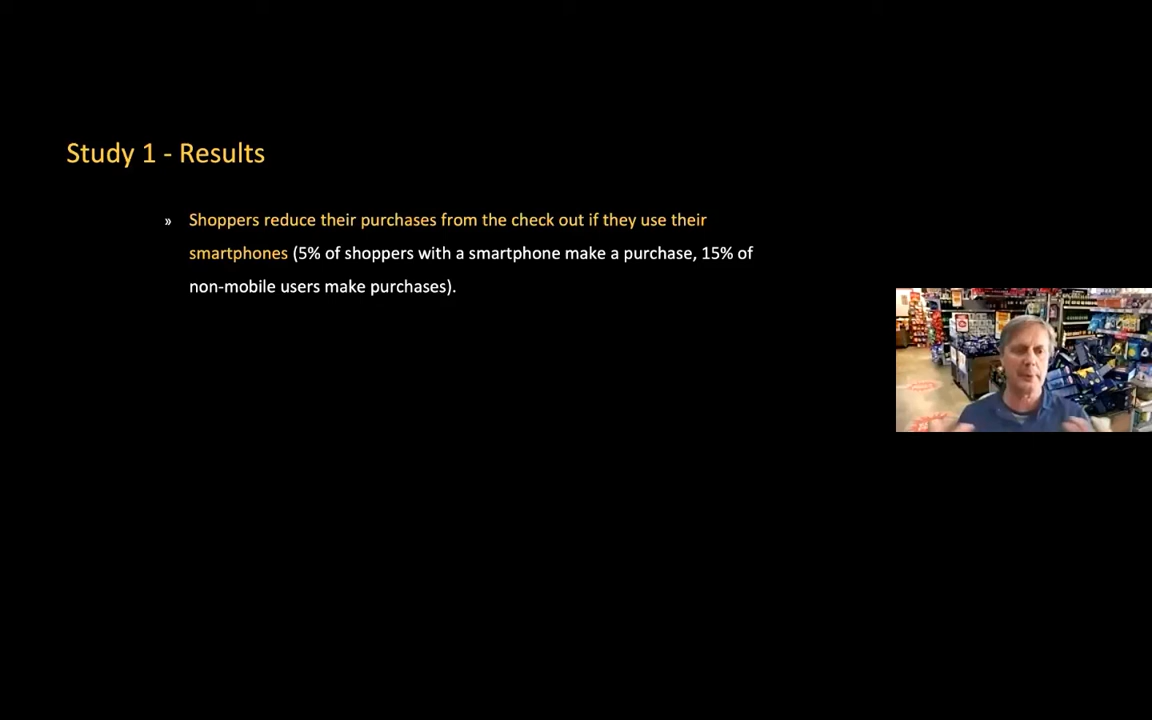 Study 1 - Results
» Shoppers reduce their purchases from the check out if they use their
smartphones (5% of shoppers with a smartphone make a purchase, 15% of
non-mobile users make purchases).